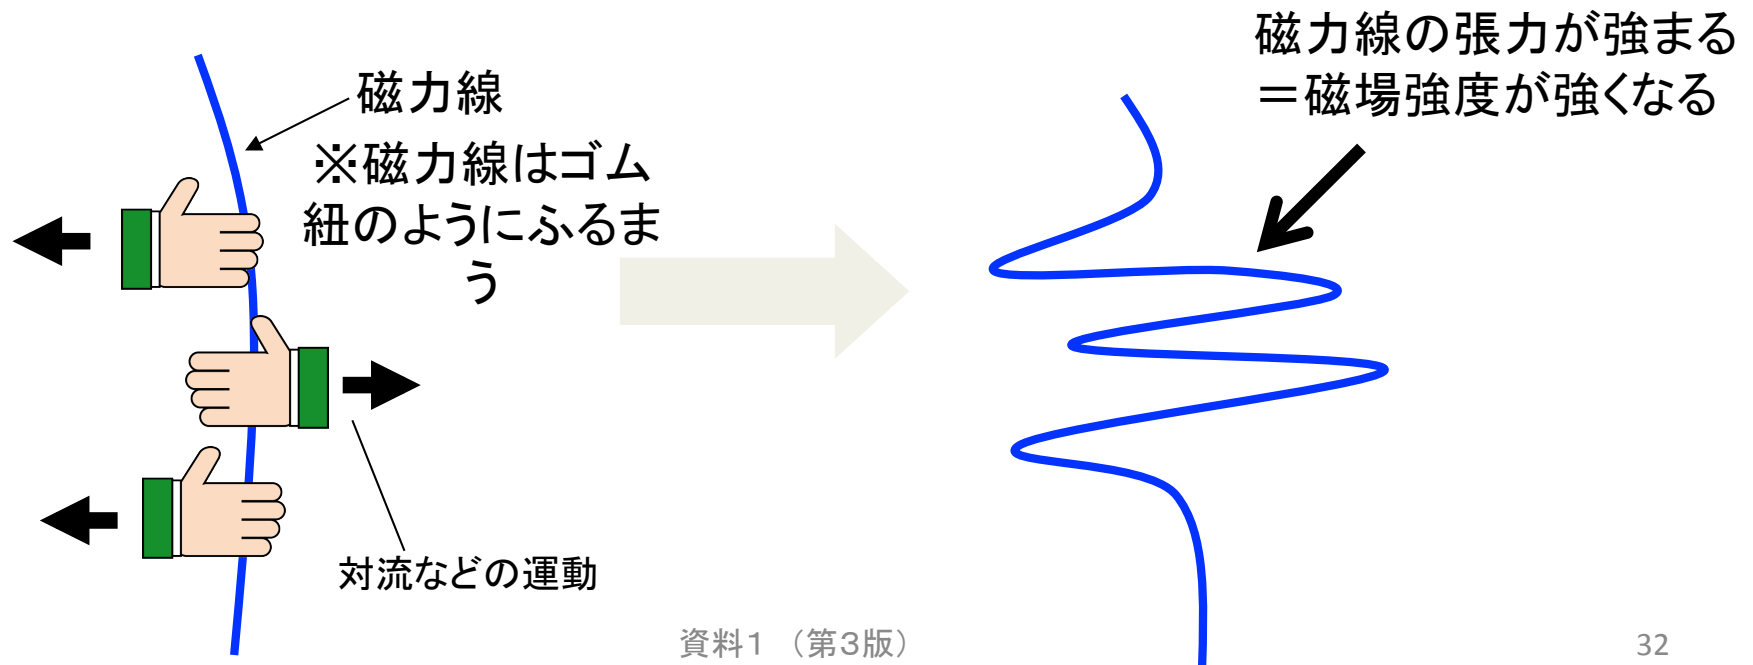 磁力線の張力が強まる
＝磁場強度が強くなる
磁力線
※磁力線はゴム
紐のようにふるま
う
対流などの運動
資料１ （第３版）
32